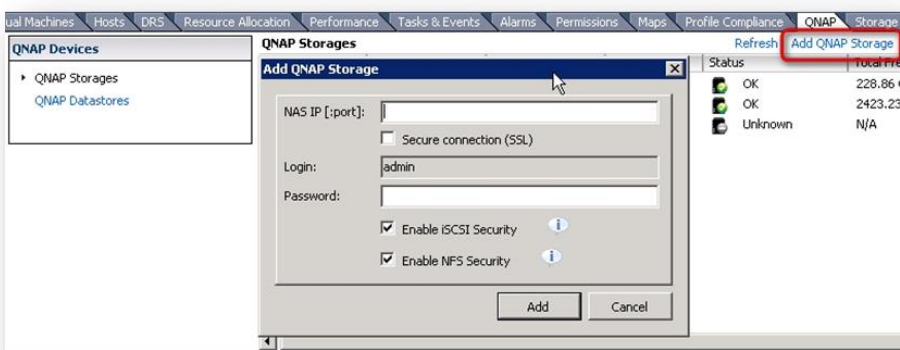 ual Machines Hosts DRS Resource Allocation Performance Tasks & Events Alarms Permissions Maps Profile Compliance QNAP Storage
QNAP Devices
QNAP Storages
QNAP Datastores
QNAP Storages Refresh Add QNAP Storage
Status Total Fre
OK 228.86
OK 2423.23
Unknown N/A
Add QNAP Storage
NAS IP [:port]:
Secure connection (SSL)
Login: admin
Password:
Enable iSCSI Security
Enable NFS Security
Add Cancel